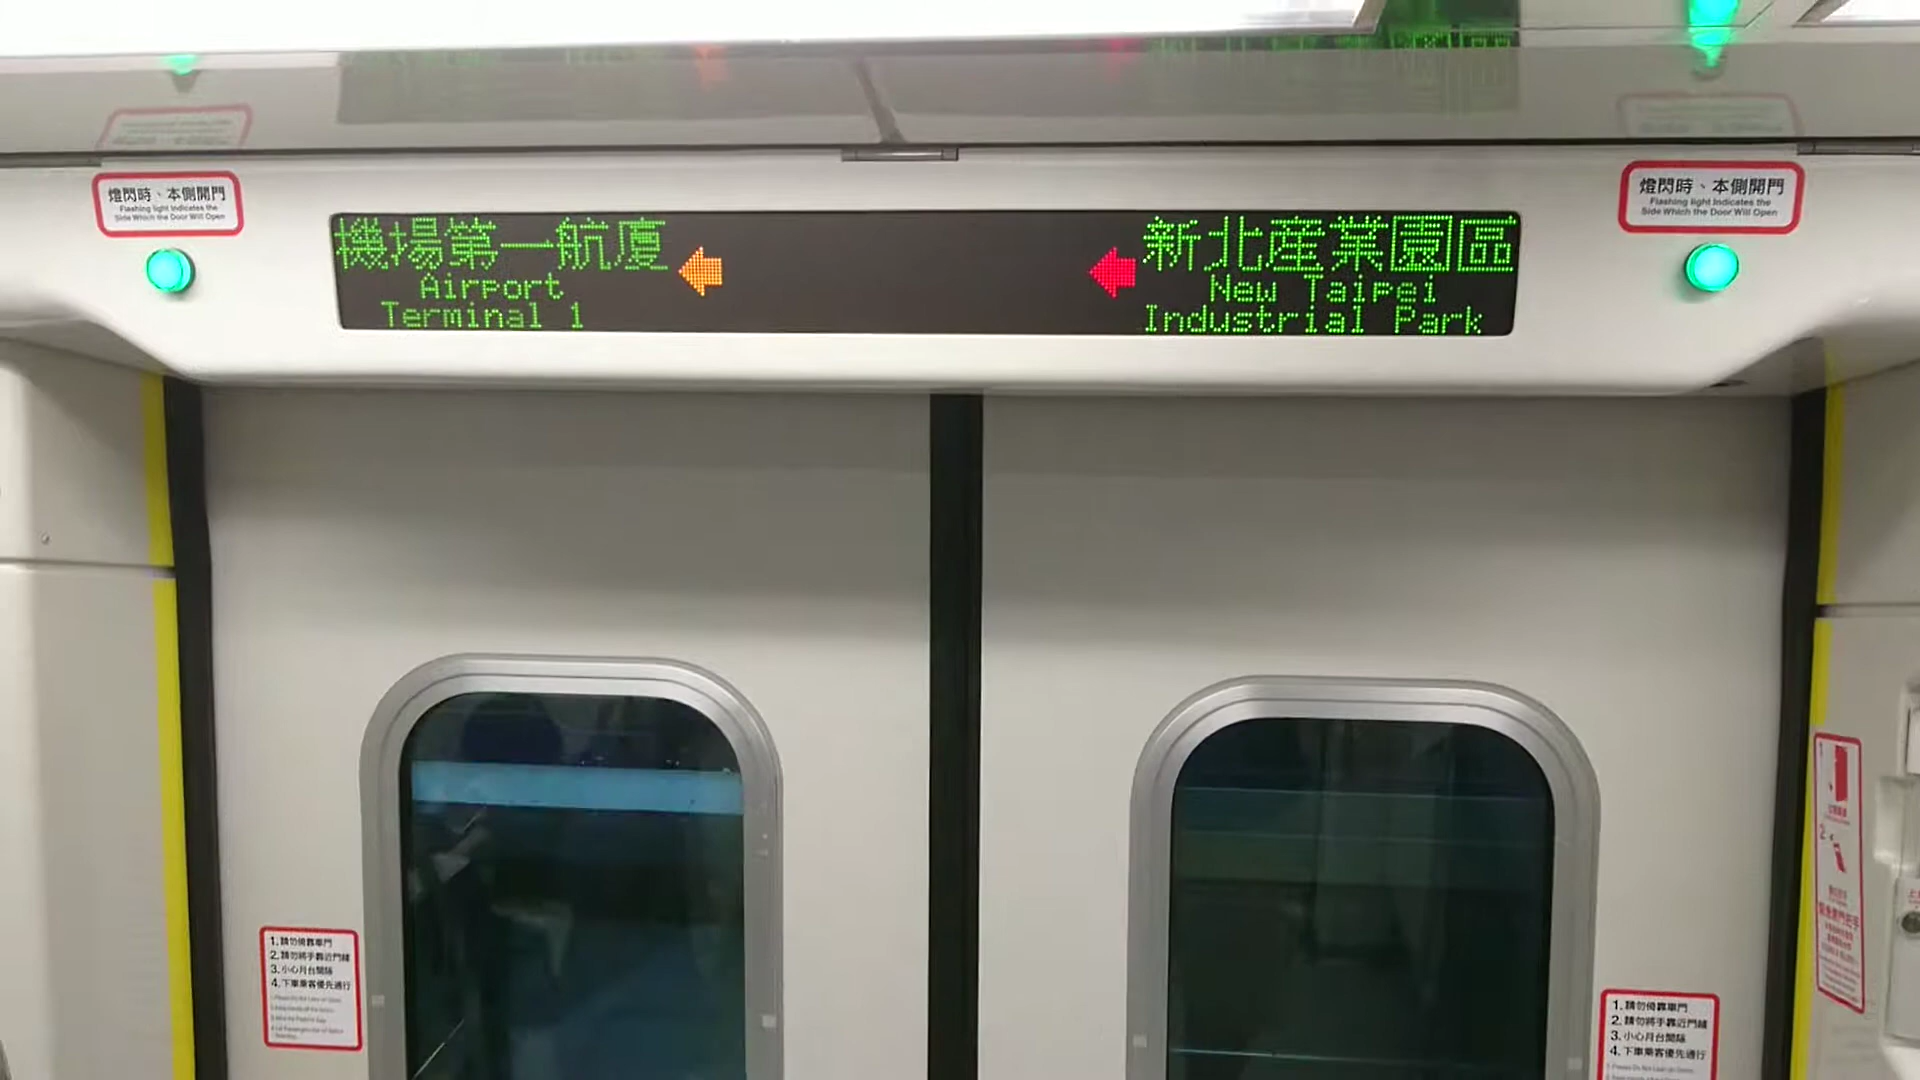 燈閃時、本側開門
Flashing light Indicates the
Side Which the Door Will Open
機場第一航廈
Airport
Terminal 1
新北產業園區
New Taipei
Industrial Park
燈閃時、本側開門
Flashing light Indicates the
Side Which the Door Will Open
1.請勿倚靠車門
2.請勿將手靠近門縫
3.小心月台間隙
4.下車乘客優先通行
1.請勿倚靠車門
2.請勿將手靠近門縫
3.小心月台間隙
4.下車乘客優先通行
1
2